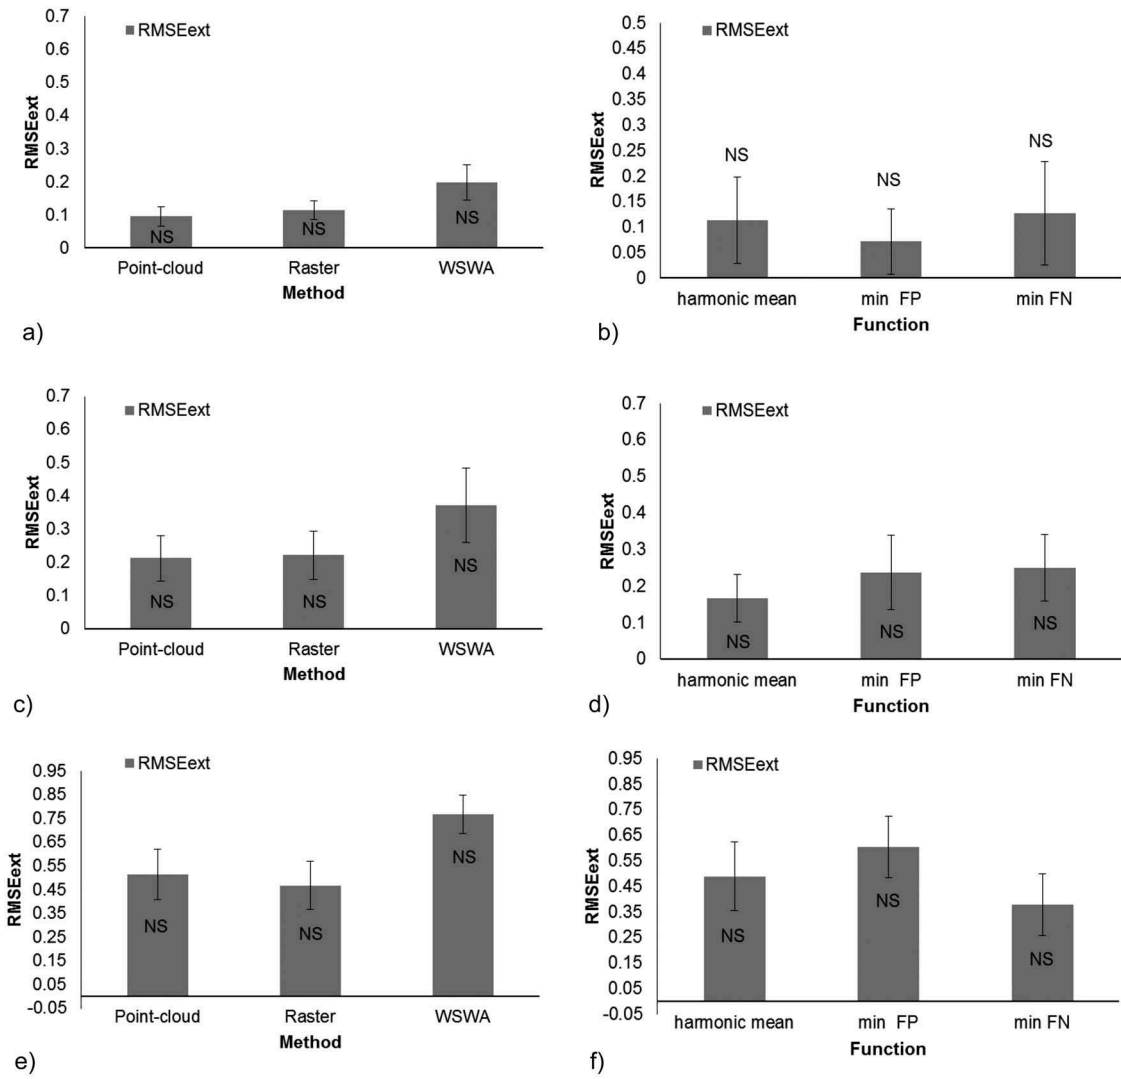 RMSEext
0.7
0.6
0.5
0.4
0.3
0.2
0.1
0
RMSEext
NS
NS
NS
Point-cloud
Raster
WSWA
Method
a)
RMSEext
0.5
0.45
0.4
0.35
0.3
0.25
0.2
0.15
0.1
0.05
0
RMSEext
NS
NS
NS
harmonic mean
min FP
min FN
Function
b)
RMSEext
0.7
0.6
0.5
0.4
0.3
0.2
0.1
0
RMSEext
NS
NS
NS
Point-cloud
Raster
WSWA
Method
c)
RMSEext
0.7
0.6
0.5
0.4
0.3
0.2
0.1
0
RMSEext
NS
NS
NS
harmonic mean
min FP
min FN
Function
d)
RMSEext
0.95
0.85
0.75
0.65
0.55
0.45
0.35
0.25
0.15
0.05
-0.05
RMSEext
NS
NS
NS
Point-cloud
Raster
WSWA
Method
e)
RMSEext
0.95
0.85
0.75
0.65
0.55
0.45
0.35
0.25
0.15
0.05
-0.05
RMSEext
NS
NS
NS
harmonic mean
min FP
min FN
Function
f)